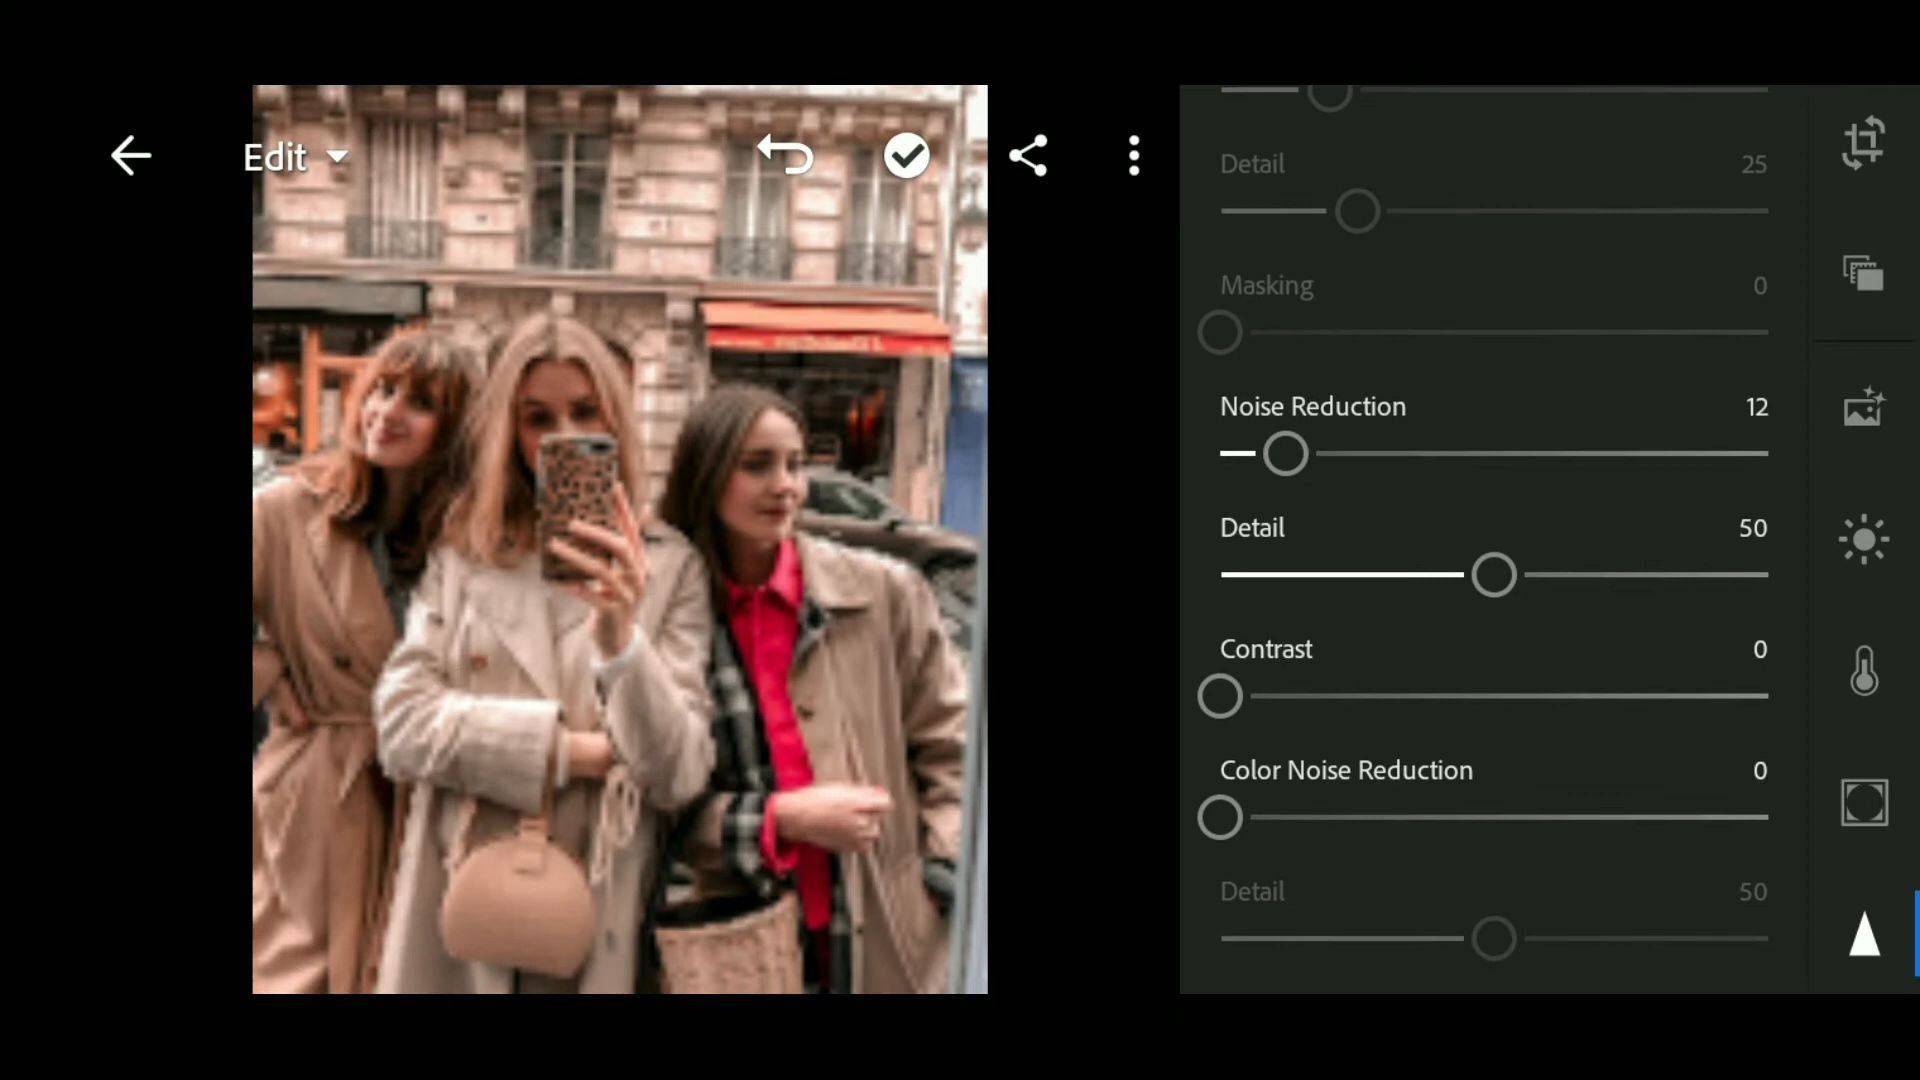 Edit
Detail 25
Masking 0
Noise Reduction 12
Detail 50
Contrast 0
Color Noise Reduction 0
Detail 50